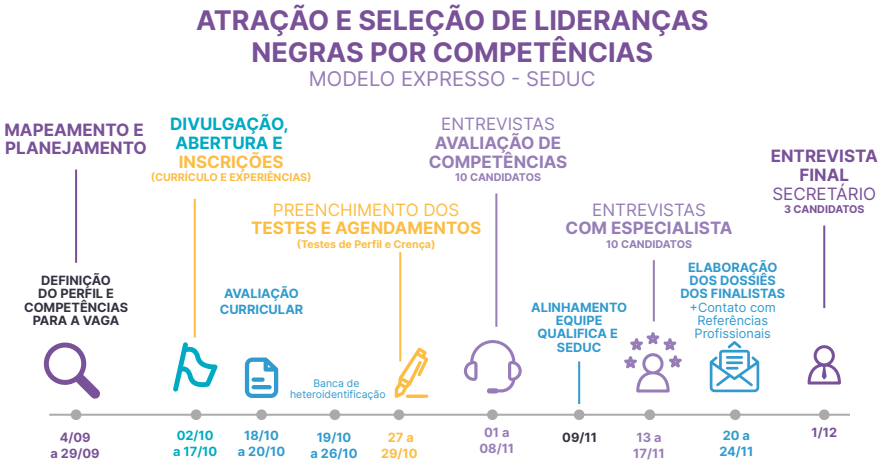 ATRAÇÃO E SELEÇÃO DE LIDERANÇAS
NEGRAS POR COMPETÊNCIAS
MODELO EXPRESSO - SEDUC
MAPEAMENTO E
PLANEJAMENTO
DEFINIÇÃO
DO PERFIL E
COMPETÊNCIAS
PARA A VAGA
4/09
a 29/09
DIVULGAÇÃO,
ABERTURA E
INSCRIÇÕES
(CURRÍCULO E EXPERIÊNCIAS)
02/10
a 17/10
AVALIAÇÃO
CURRICULAR
18/10
a 20/10
Banca de
heteroidentificação
19/10
a 26/10
PREENCHIMENTO DOS
TESTES E AGENDAMENTOS
(Testes de Perfil e Crença)
27 a
29/10
ENTREVISTAS
AVALIAÇÃO DE
COMPETÊNCIAS
10 CANDIDATOS
01 a
08/11
ALINHAMENTO
EQUIPE
QUALIFICA E
SEDUC
09/11
ENTREVISTAS
COM ESPECIALISTA
10 CANDIDATOS
13 a
17/11
ELABORAÇÃO
DOS DOSSIÊS
DOS FINALISTAS
+Contato com
Referências
Profissionais
20 a
24/11
ENTREVISTA
FINAL
SECRETÁRIO
3 CANDIDATOS
1/12